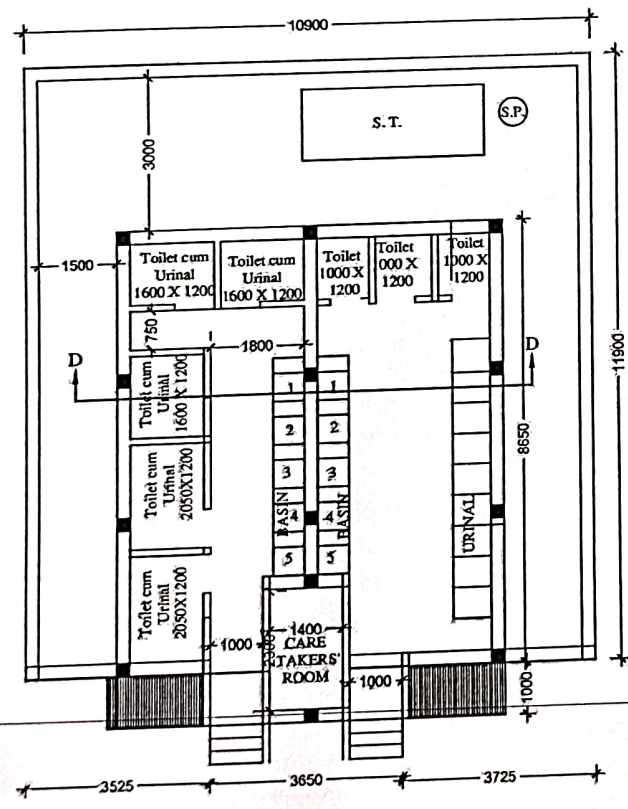 10900
S.T.
S.P.
3000
1500
Toilet cum
Urinal
1600 X 1200
Toilet cum
Urinal
1600 X 1200
Toilet
1000 X
1200
Toilet
000 X
1200
Toilet
1000 X
1200
750
1800
D
D
11900
8650
Toilet cum
Urinal
1600 X 1200
Toilet cum
Urinal
2050X1200
Toilet cum
Urinal
2050X1200
1
2
3
4
5
BASIN
1
2
3
4
5
BASIN
URINAL
1000
1400
CARE
TAKERS'
ROOM
1000
1000
3525
3650
3725